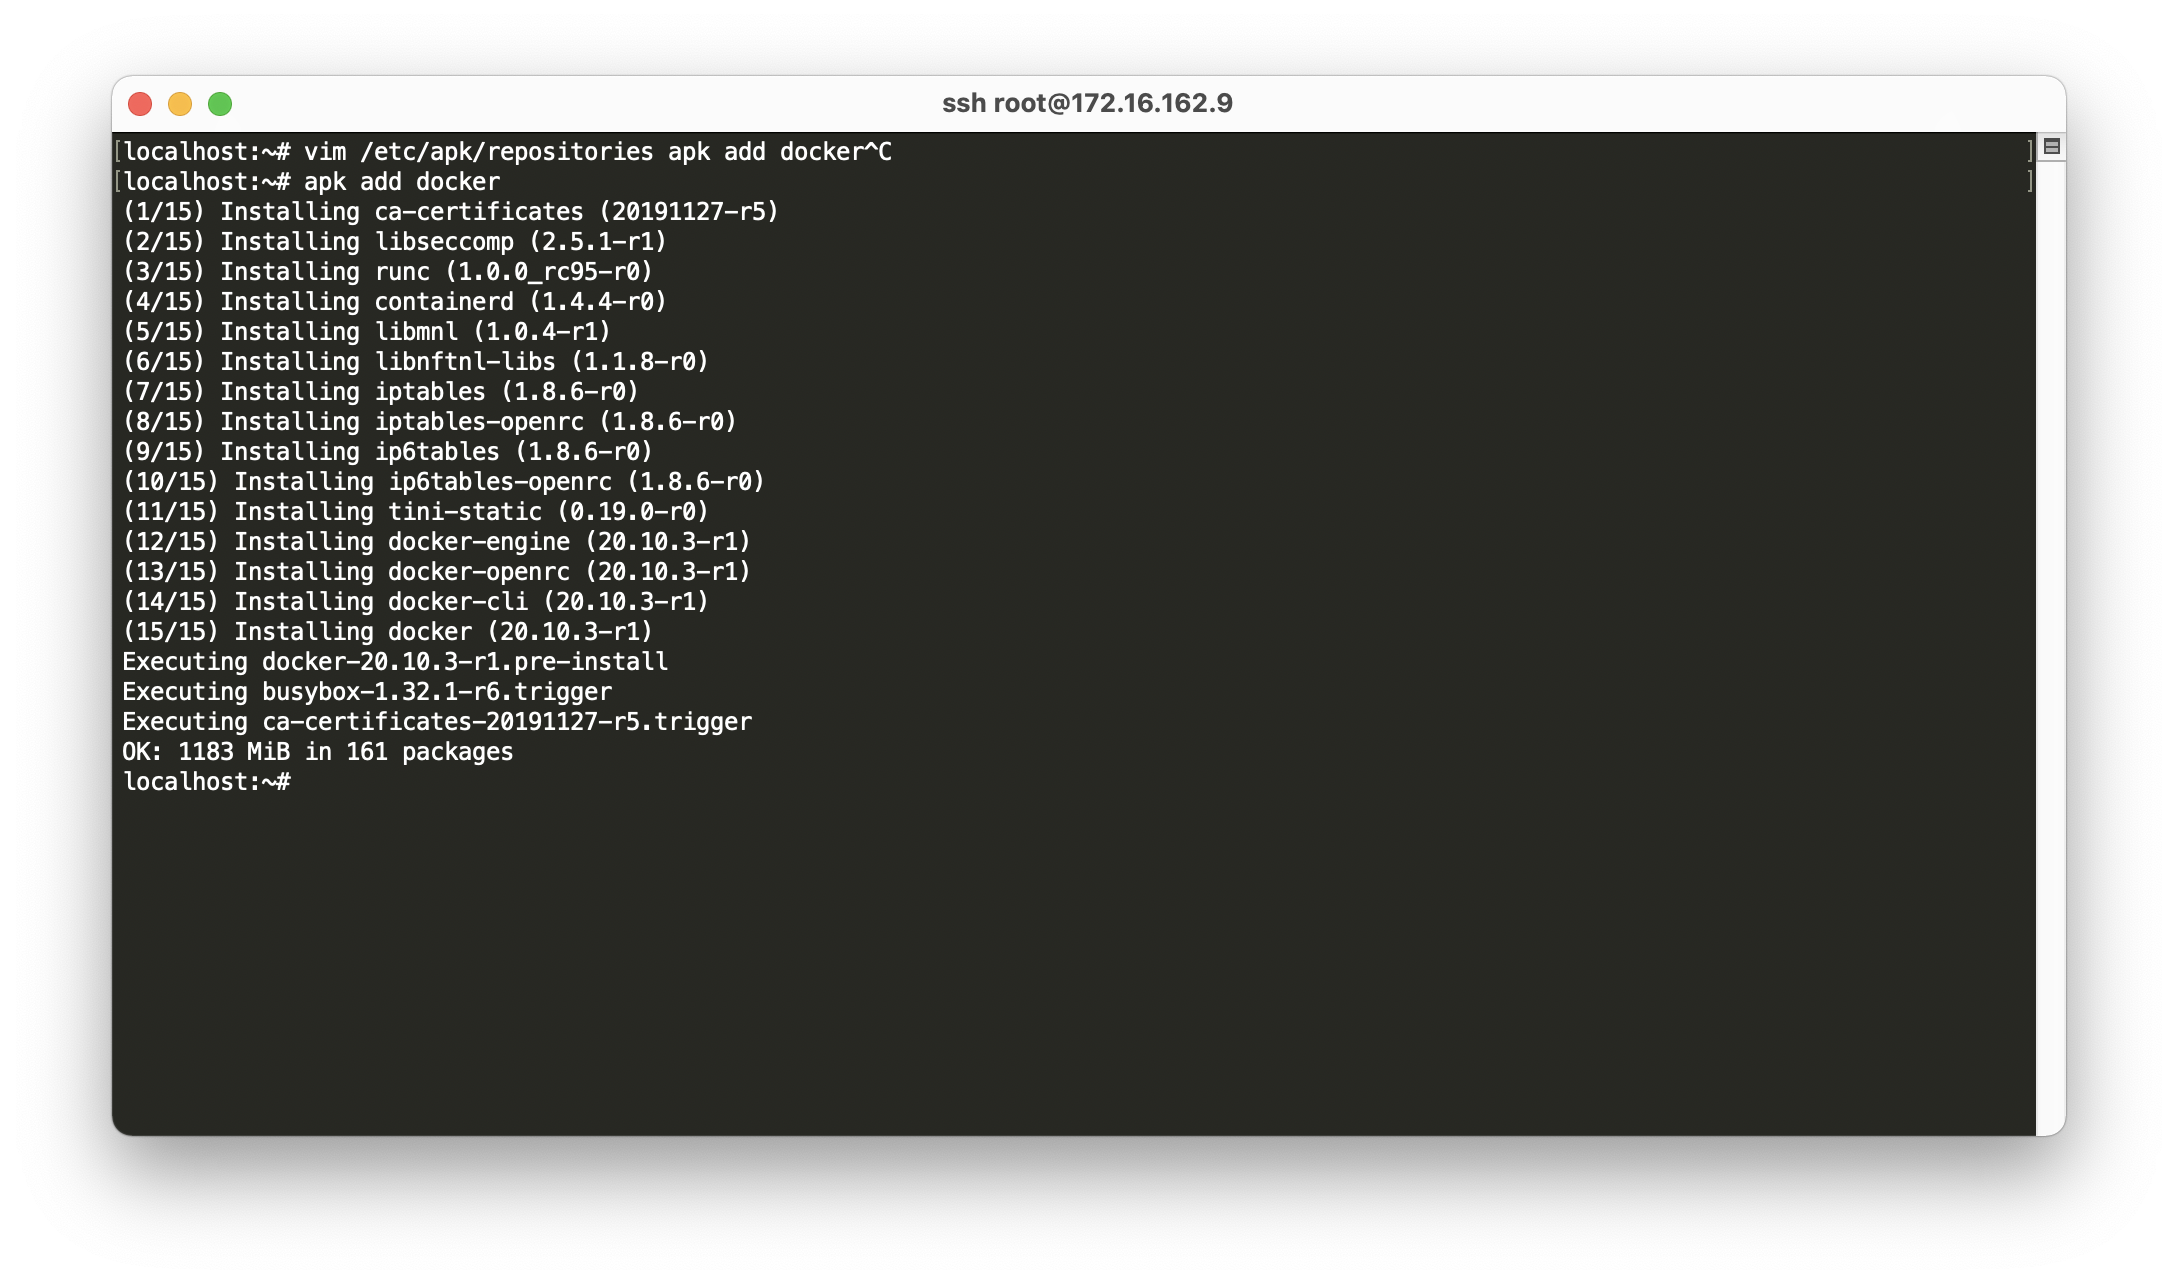 ssh root@172.16.162.9
[localhost:~# vim /etc/apk/repositories apk add docker^C ]
[localhost:~# apk add docker ]
(1/15) Installing ca-certificates (20191127-r5)
(2/15) Installing libseccomp (2.5.1-r1)
(3/15) Installing runc (1.0.0_rc95-r0)
(4/15) Installing containerd (1.4.4-r0)
(5/15) Installing libmnl (1.0.4-r1)
(6/15) Installing libnftnl-libs (1.1.8-r0)
(7/15) Installing iptables (1.8.6-r0)
(8/15) Installing iptables-openrc (1.8.6-r0)
(9/15) Installing ip6tables (1.8.6-r0)
(10/15) Installing ip6tables-openrc (1.8.6-r0)
(11/15) Installing tini-static (0.19.0-r0)
(12/15) Installing docker-engine (20.10.3-r1)
(13/15) Installing docker-openrc (20.10.3-r1)
(14/15) Installing docker-cli (20.10.3-r1)
(15/15) Installing docker (20.10.3-r1)
Executing docker-20.10.3-r1.pre-install
Executing busybox-1.32.1-r6.trigger
Executing ca-certificates-20191127-r5.trigger
OK: 1183 MiB in 161 packages
localhost:~#